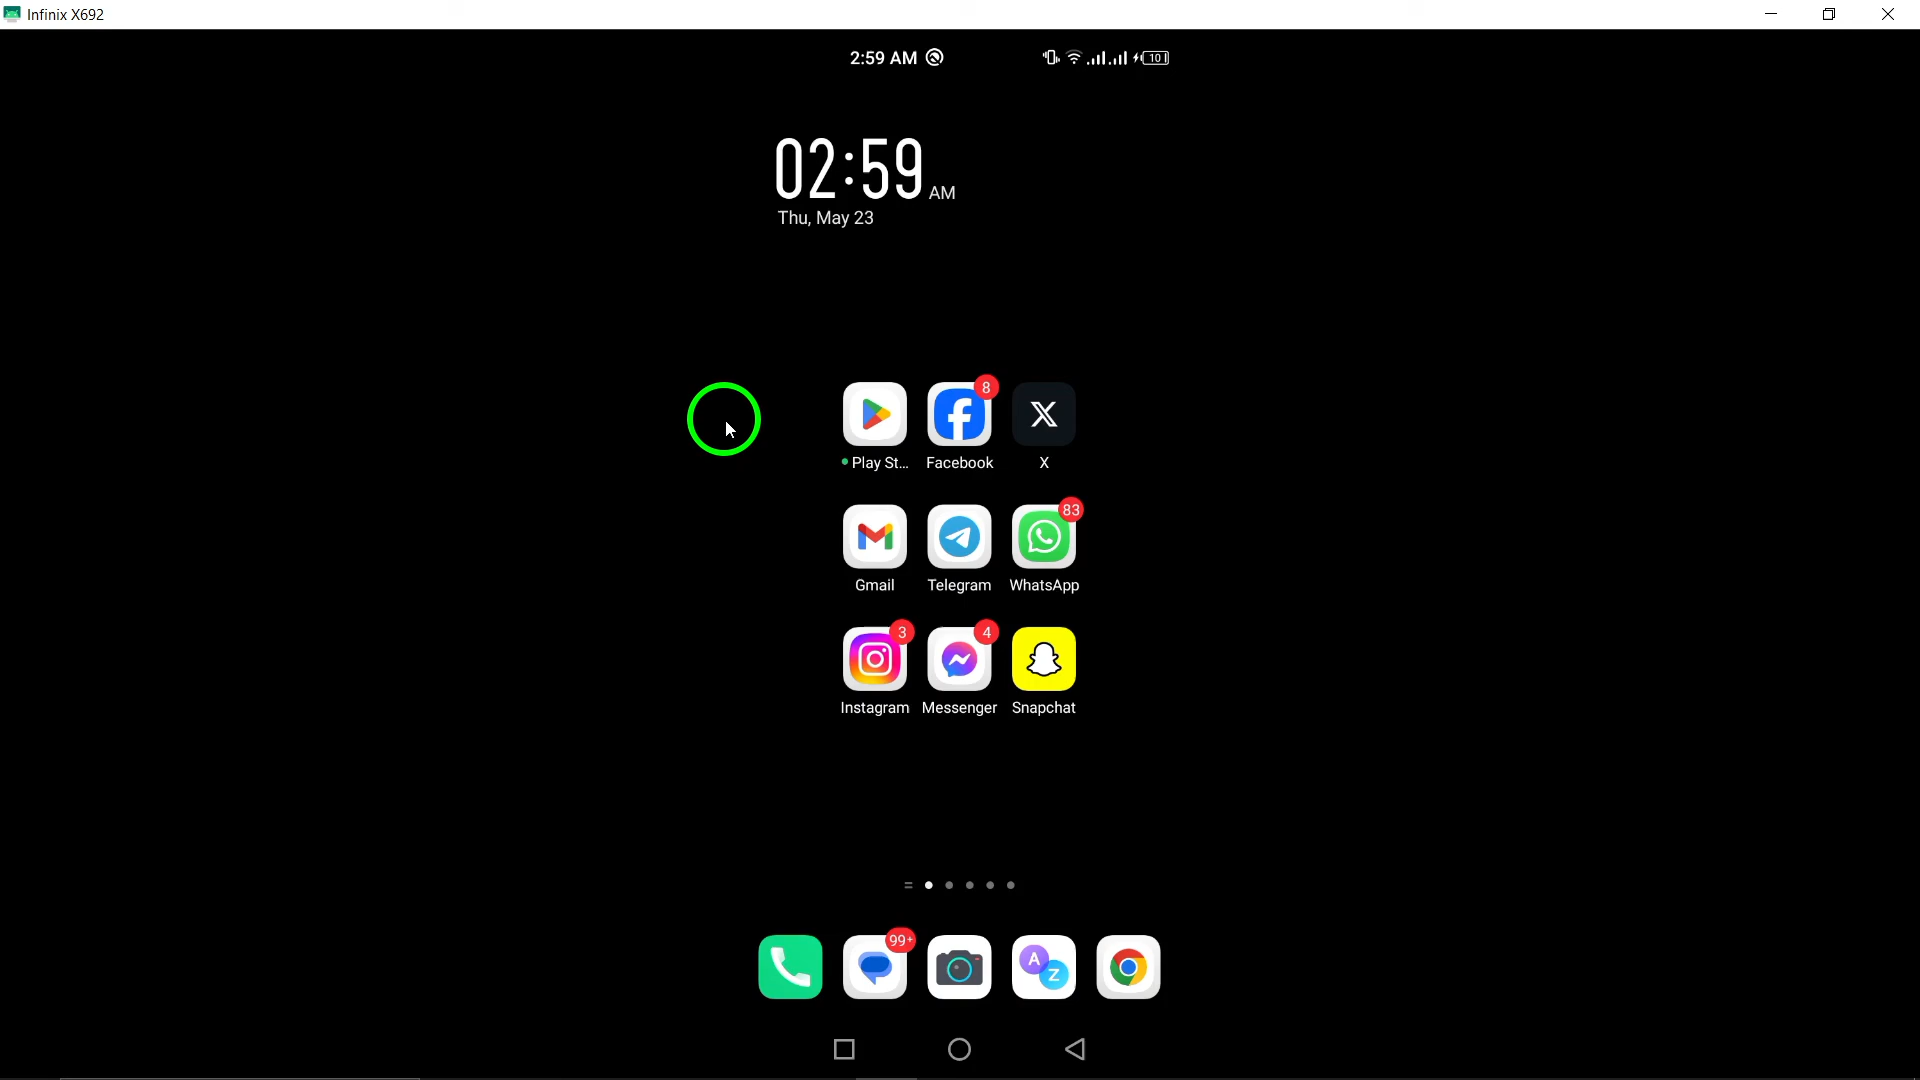 Infinix X692
2:59 AM
10
02:59 AM
Thu, May 23
8
Play St... Facebook X
83
Gmail Telegram WhatsApp
3 4
Instagram Messenger Snapchat
99+
A Z